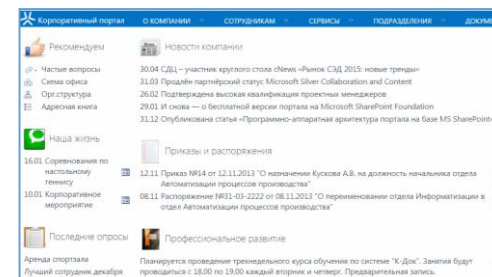 Корпоративный портал
О КОМПАНИИ СОТРУДНИКАМ СЕРВИСЫ ПОДРАЗДЕЛЕНИЯ ДОКУМЕ
Рекомендуем
Частые вопросы
Схема офиса
Орг.структура
Адресная книга
Наша жизнь
16.01 Соревнования по
настольному
теннису
10.01 Корпоративное
мероприятие
Последние опросы
Аренда спортзала
Лучший сотрудник декабря
Новости компании
30.04 СДЦ – участник круглого стола cNews «Рынок СЭД 2015: новые тренды»
31.03 Продлён партнёрский статус Microsoft Silver Collaboration and Content
26.02 Подтверждена высокая квалификация проектных менеджеров
29.01 И снова — о бесплатной версии портала на Microsoft SharePoint Foundation
31.12 Опубликована статья «Программно-аппаратная архитектура портала на базе MS SharePoint»
Приказы и распоряжения
12.11 Приказ №14 от 12.11.2013 "О назначении Кускова А.В. на должность начальника отдела
Автоматизации процессов производства"
08.11 Распоряжение №31-03-2222 от 08.11.2013 "О переименовании отдела Информатизации в
отдел Автоматизации процессов производства"
Профессиональное развитие
Планируется проведение трехнедельного курса обучения по системе "К-Док". Занятия будут
проводиться с 18.00 по 19.00 каждый вторник и четверг. Предварительная запись.